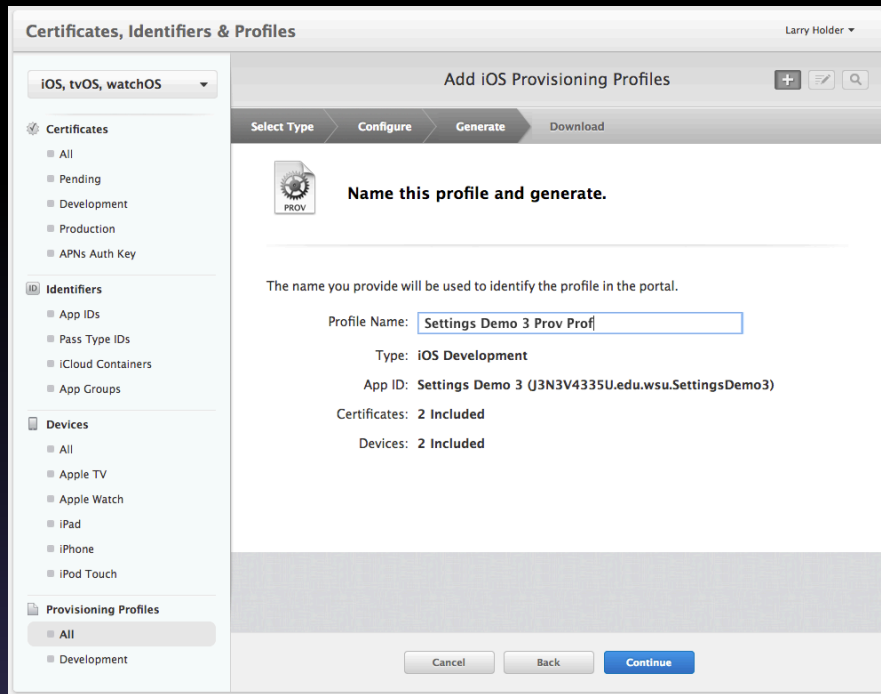 Certificates, Identifiers & Profiles
Larry Holder
iOS, tvOS, watchOS
Add iOS Provisioning Profiles
Certificates
All
Pending
Development
Production
APNs Auth Key
Identifiers
ID
App IDs
Pass Type IDs
iCloud Containers
App Groups
Devices
All
Apple TV
Apple Watch
iPad
iPhone
iPod Touch
Provisioning Profiles
All
Development
Select Type
Configure
Generate
Download
PROV
Name this profile and generate.
The name you provide will be used to identify the profile in the portal.
Profile Name: Settings Demo 3 Prov Prof
Type: iOS Development
App ID: Settings Demo 3 (J3N3V4335U.edu.wsu.SettingsDemo3)
Certificates: 2 Included
Devices: 2 Included
Cancel
Back
Continue